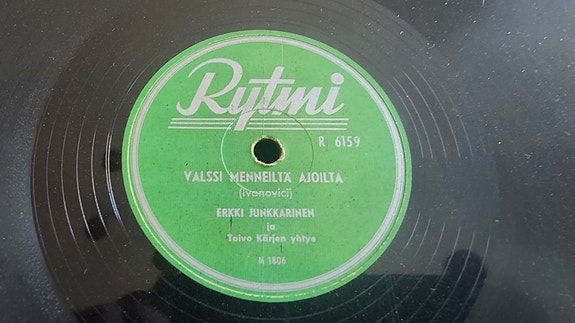 Rytmi
R 6159
VALSSI MENNEILTÄ AJOILTA
(Ivanovici)
ERKKI JUNKKARINEN
ja
Toivo Kärjen yhtye
M 1806